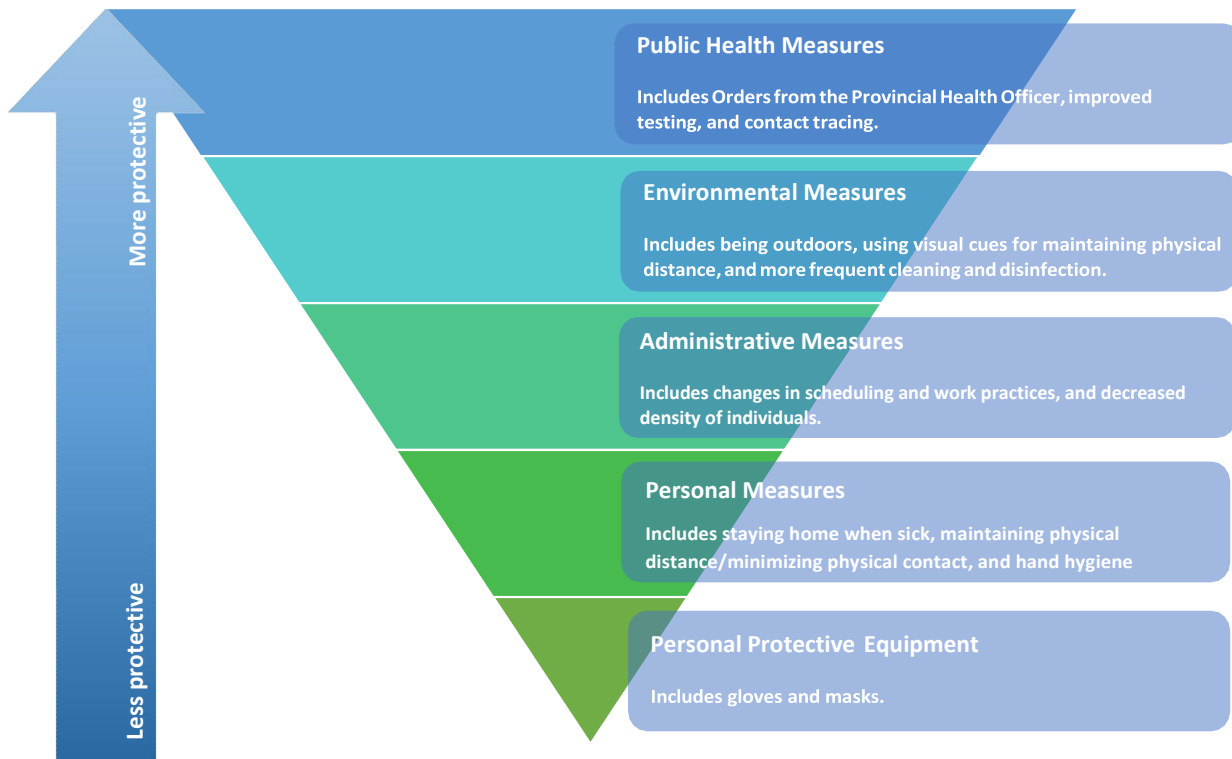 More protective
Less protective
Public Health Measures
Includes Orders from the Provincial Health Officer, improved
testing, and contact tracing.
Environmental Measures
Includes being outdoors, using visual cues for maintaining physical
distance, and more frequent cleaning and disinfection.
Administrative Measures
Includes changes in scheduling and work practices, and decreased
density of individuals.
Personal Measures
Includes staying home when sick, maintaining physical
distance/minimizing physical contact, and hand hygiene
Personal Protective Equipment
Includes gloves and masks.